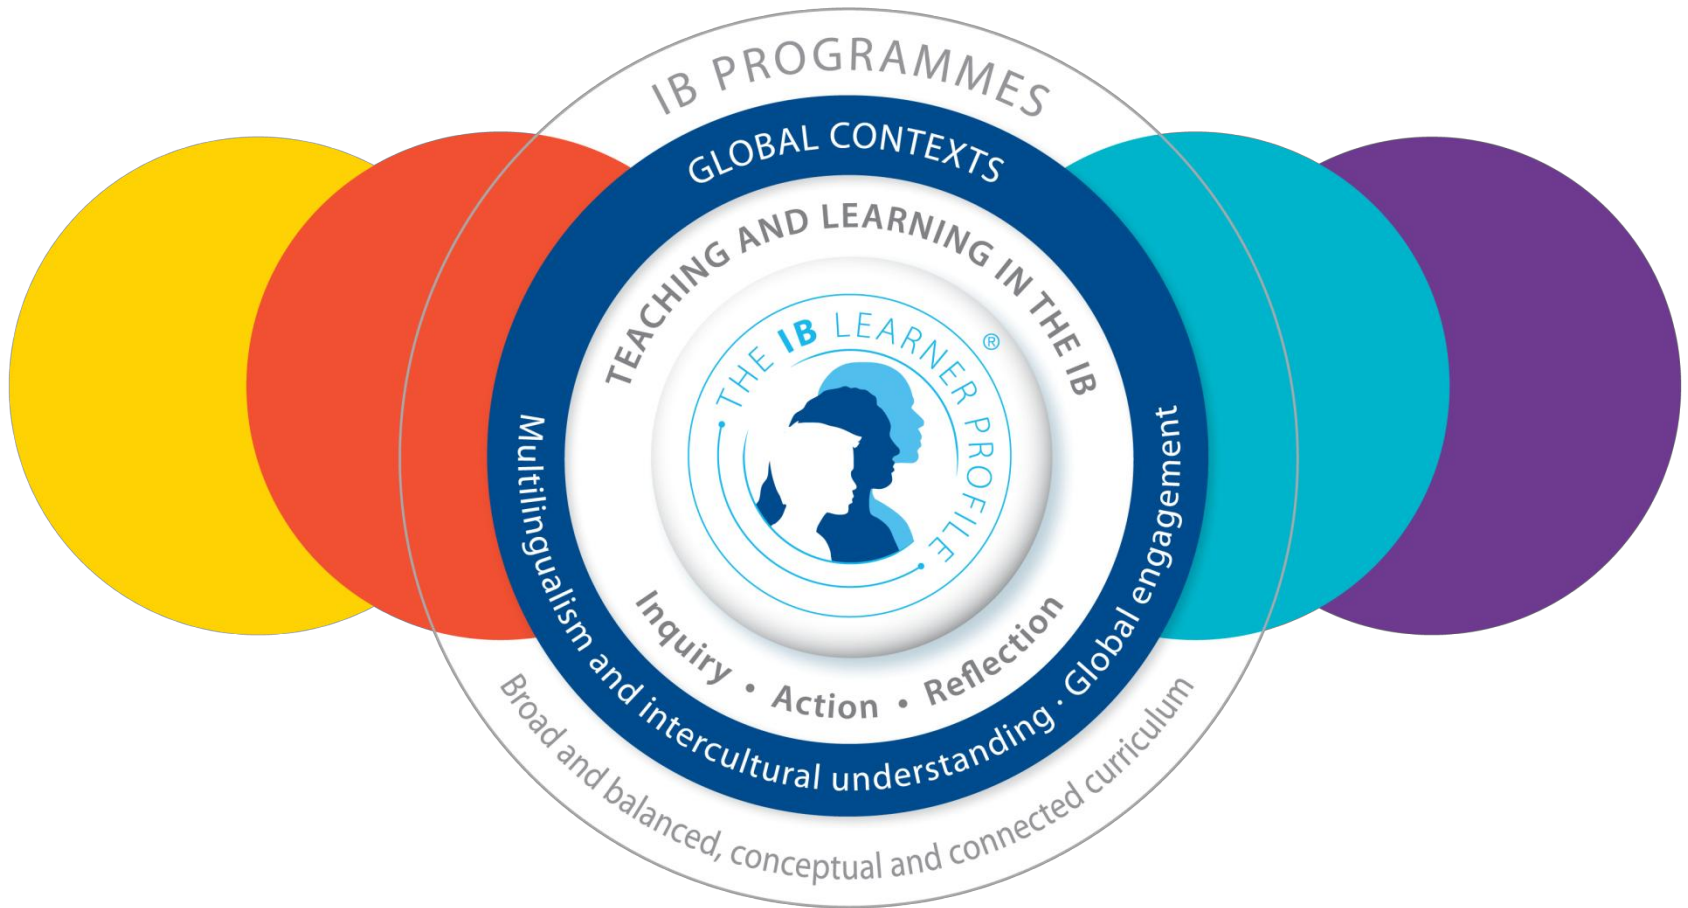 IB PROGRAMMES
GLOBAL CONTEXTS
TEACHING AND LEARNING IN THE IB
THE IB LEARNER PROFILE ®
Inquiry • Action • Reflection
Multilingualism and intercultural understanding · Global engagement
Broad and balanced, conceptual and connected curriculum